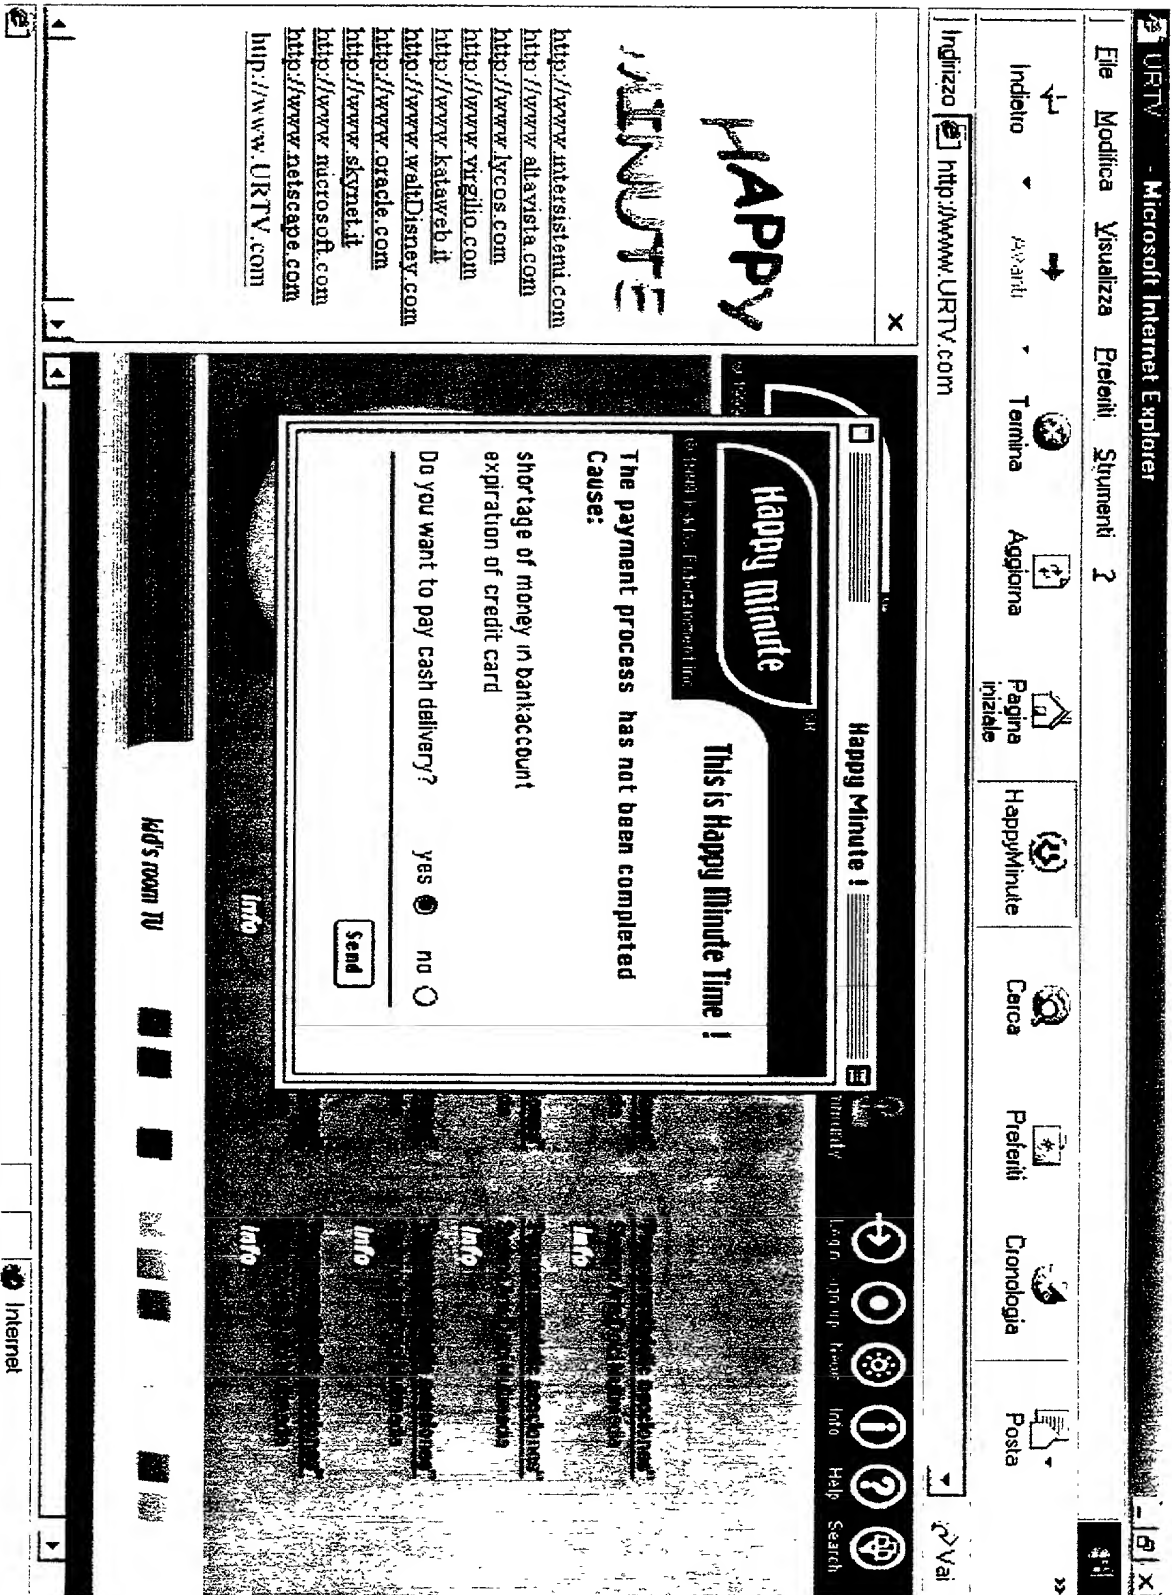 URTV - Microsoft Internet Explorer
File Modifica Visualizza Preferiti Strumenti ?
Indietro Avanti Termina Aggiorna Pagina iniziale HappyMinute Cerca Preferiti Cronologia Posta »
Indirizzo http://www.URTV.com Vai
HAPPY
MINUTE
http://www.intersistemi.com
http://www.altavista.com
http://www.lycos.com
http://www.virgilio.com
http://www.kataweb.it
http://www.waltDisney.com
http://www.oracle.com
http://www.skynet.it
http://www.microsoft.com
http://www.netscape.com
http://www.URTV.com
Happy Minute !
Happy minute
This is Happy Minute Time !
The payment process has not been completed
Cause:
shortage of money in bankaccount
expiration of credit card
Do you want to pay cash delivery? yes no
Send
Info Help Search
Info
Info
Info
Info
Info
kid's room TV
Internet